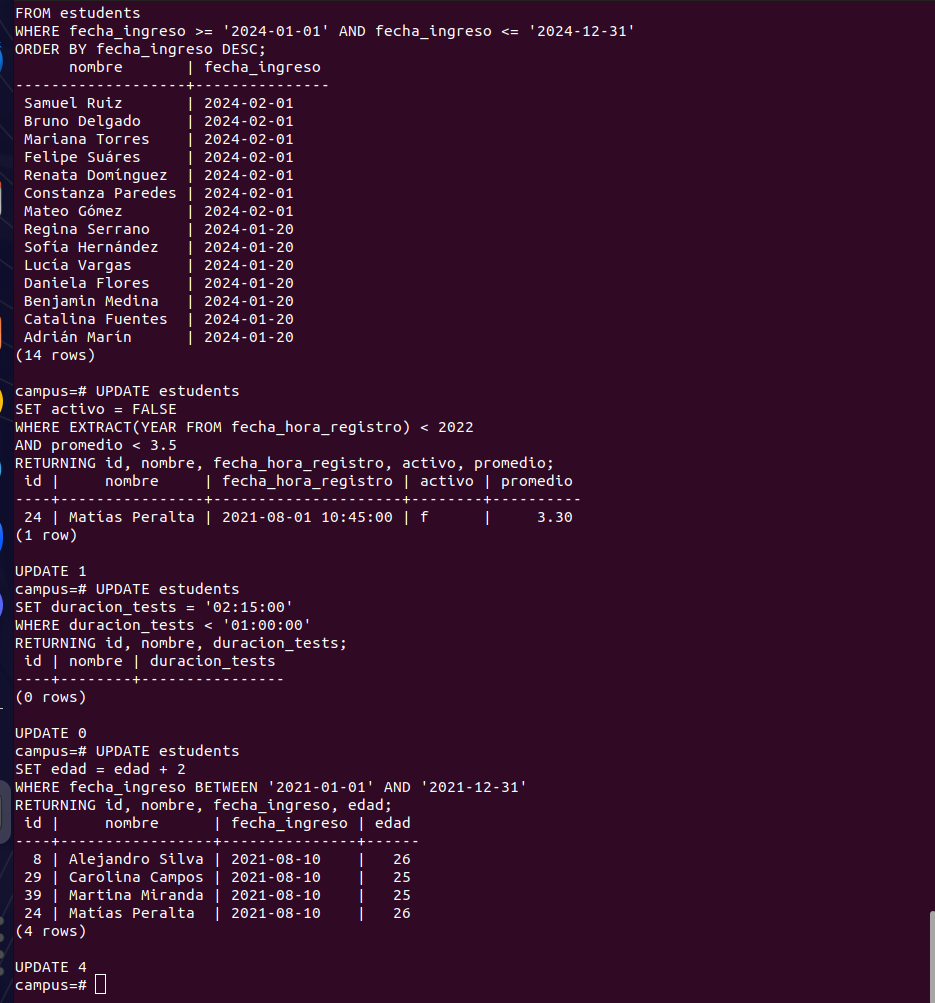 FROM estudents
WHERE fecha_ingreso >= '2024-01-01' AND fecha_ingreso <= '2024-12-31'
ORDER BY fecha_ingreso DESC;
      nombre       | fecha_ingreso
-------------------+---------------
 Samuel Ruiz       | 2024-02-01
 Bruno Delgado     | 2024-02-01
 Mariana Torres    | 2024-02-01
 Felipe Suáres     | 2024-02-01
 Renata Domínguez  | 2024-02-01
 Constanza Paredes | 2024-02-01
 Mateo Gómez       | 2024-02-01
 Regina Serrano    | 2024-01-20
 Sofía Hernández   | 2024-01-20
 Lucía Vargas      | 2024-01-20
 Daniela Flores    | 2024-01-20
 Benjamin Medina   | 2024-01-20
 Catalina Fuentes  | 2024-01-20
 Adrián Marín      | 2024-01-20
(14 rows)

campus=# UPDATE estudents
SET activo = FALSE
WHERE EXTRACT(YEAR FROM fecha_hora_registro) < 2022
AND promedio < 3.5
RETURNING id, nombre, fecha_hora_registro, activo, promedio;
 id |     nombre     | fecha_hora_registro | activo | promedio
----+----------------+---------------------+--------+----------
 24 | Matías Peralta | 2021-08-01 10:45:00 | f      |     3.30
(1 row)

UPDATE 1
campus=# UPDATE estudents
SET duracion_tests = '02:15:00'
WHERE duracion_tests < '01:00:00'
RETURNING id, nombre, duracion_tests;
 id | nombre | duracion_tests
----+--------+----------------
(0 rows)

UPDATE 0
campus=# UPDATE estudents
SET edad = edad + 2
WHERE fecha_ingreso BETWEEN '2021-01-01' AND '2021-12-31'
RETURNING id, nombre, fecha_ingreso, edad;
 id |     nombre      | fecha_ingreso | edad
----+-----------------+---------------+------
  8 | Alejandro Silva | 2021-08-10    |   26
 29 | Carolina Campos | 2021-08-10    |   25
 39 | Martina Miranda | 2021-08-10    |   25
 24 | Matías Peralta  | 2021-08-10    |   26
(4 rows)

UPDATE 4
campus=#